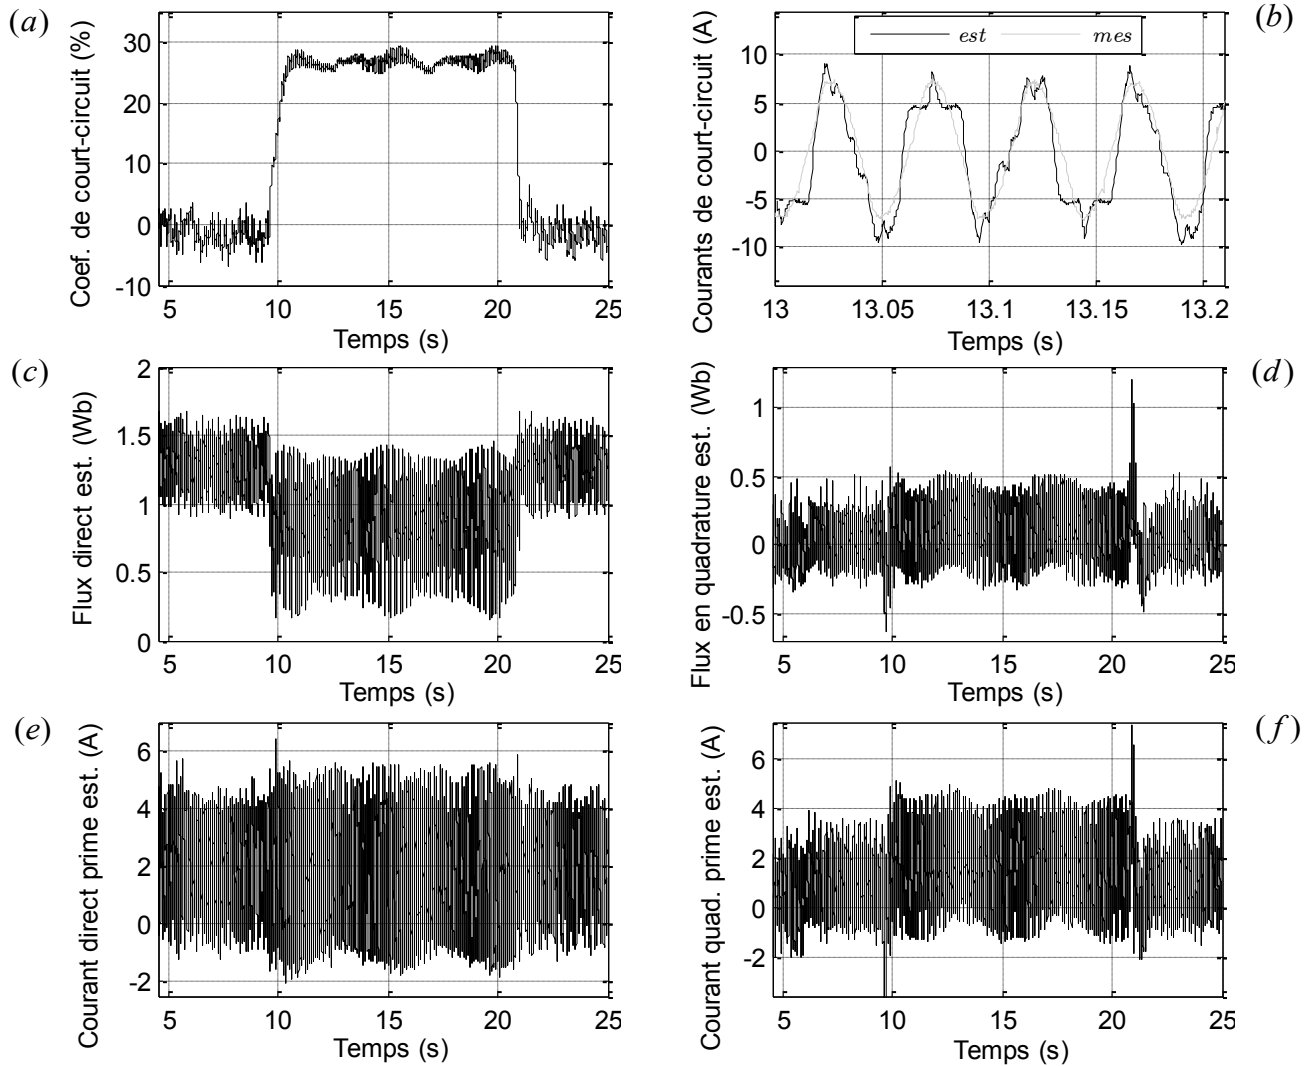 (a)
Coef. de court-circuit (%)
30
20
10
0
-10
5
10
15
20
25
Temps (s)
(b)
Courants de court-circuit (A)
est
mes
10
5
0
-5
-10
13
13.05
13.1
13.15
13.2
Temps (s)
(c)
Flux direct est. (Wb)
2
1.5
1
0.5
0
5
10
15
20
25
Temps (s)
(d)
Flux en quadrature est. (Wb)
1
0.5
0
-0.5
5
10
15
20
25
Temps (s)
(e)
Courant direct prime est. (A)
6
4
2
0
-2
5
10
15
20
25
Temps (s)
(f)
Courant quad. prime est. (A)
6
4
2
0
-2
5
10
15
20
25
Temps (s)